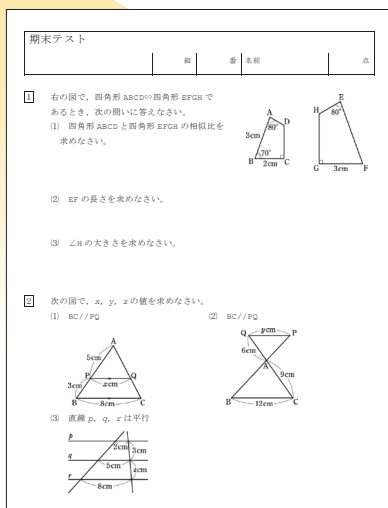 期末テスト
組 番 名前 点
1 右の図で，四角形 ABCD∽四角形 EFGH で
あるとき，次の問いに答えなさい。
(1) 四角形 ABCD と四角形 EFGH の相似比を
求めなさい。
A
80°
D
3cm
70°
B
2cm
C
E
H
80°
G
3cm
F
(2) EF の長さを求めなさい。
(3) ∠H の大きさを求めなさい。
2 次の図で，x，y，z の値を求めなさい。
(1) BC//PQ
A
5cm
P
Q
xcm
3cm
B
8cm
C
(2) BC//PQ
Q
ycm
P
6cm
A
9cm
B
12cm
C
(3) 直線 p，q，r は平行
p
2cm
3cm
q
5cm
zcm
r
8cm